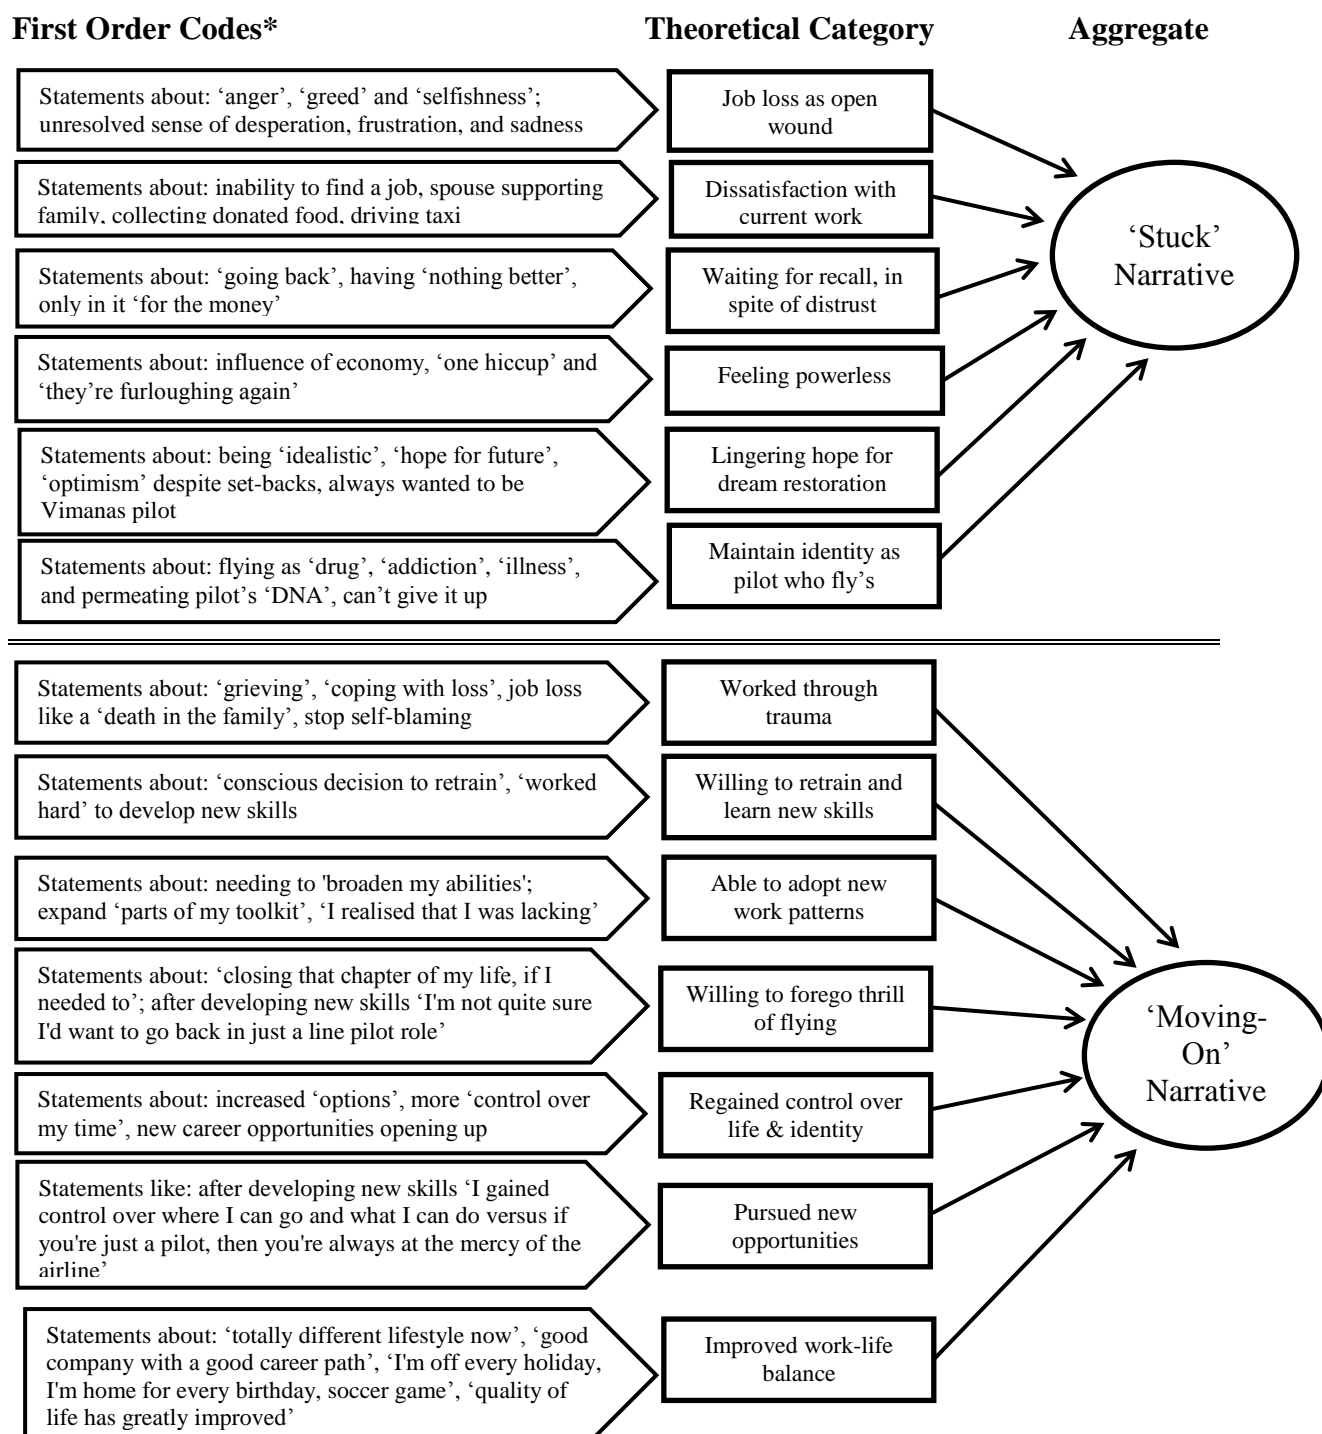 First Order Codes*
Theoretical Category
Aggregate
Statements about: ‘anger’, ‘greed’ and ‘selfishness’;
unresolved sense of desperation, frustration, and sadness
Job loss as open
wound
Statements about: inability to find a job, spouse supporting
family, collecting donated food, driving taxi
Dissatisfaction with
current work
Statements about: ‘going back’, having ‘nothing better’,
only in it ‘for the money’
Waiting for recall, in
spite of distrust
Statements about: influence of economy, ‘one hiccup’ and
‘they’re furloughing again’
Feeling powerless
Statements about: being ‘idealistic’, ‘hope for future’,
‘optimism’ despite set-backs, always wanted to be
Vimanas pilot
Lingering hope for
dream restoration
Statements about: flying as ‘drug’, ‘addiction’, ‘illness’,
and permeating pilot’s ‘DNA’, can’t give it up
Maintain identity as
pilot who fly’s
‘Stuck’
Narrative
Statements about: ‘grieving’, ‘coping with loss’, job loss
like a ‘death in the family’, stop self-blaming
Worked through
trauma
Statements about: ‘conscious decision to retrain’, ‘worked
hard’ to develop new skills
Willing to retrain and
learn new skills
Statements about: needing to 'broaden my abilities';
expand ‘parts of my toolkit’, ‘I realised that I was lacking’
Able to adopt new
work patterns
Statements about: ‘closing that chapter of my life, if I
needed to’; after developing new skills ‘I'm not quite sure
I'd want to go back in just a line pilot role’
Willing to forego thrill
of flying
Statements about: increased ‘options’, more ‘control over
my time’, new career opportunities opening up
Regained control over
life & identity
Statements like: after developing new skills ‘I gained
control over where I can go and what I can do versus if
you're just a pilot, then you're always at the mercy of the
airline’
Pursued new
opportunities
Statements about: ‘totally different lifestyle now’, ‘good
company with a good career path’, ‘I'm off every holiday,
I'm home for every birthday, soccer game’, ‘quality of
life has greatly improved’
Improved work-life
balance
‘Moving-
On’
Narrative